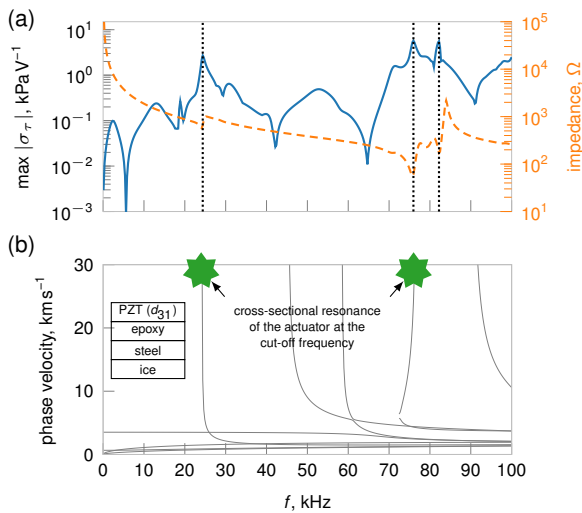 (a)
10^1
10^0
10^−1
10^−2
10^−3
max |σ_τ|, kPa V^−1
10^5
10^4
10^3
10^2
10^1
impedance, Ω
(b)
30
20
10
0
phase velocity, km s^−1
PZT (d_31)
epoxy
steel
ice
cross-sectional resonance
of the actuator at the
cut-off frequency
0 10 20 30 40 50 60 70 80 90 100
f, kHz